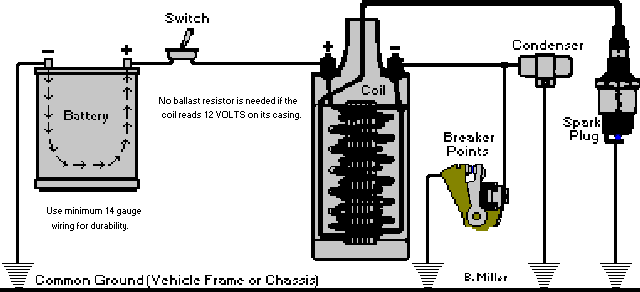 Switch
− +
Battery
No ballast resistor is needed if the
coil reads 12 VOLTS on its casing.
Use minimum 14 gauge
wiring for durability.
+ −
Coil
Condenser
Spark
Plug
Breaker
Points
Common Ground (Vehicle Frame or Chassis)
B. Miller